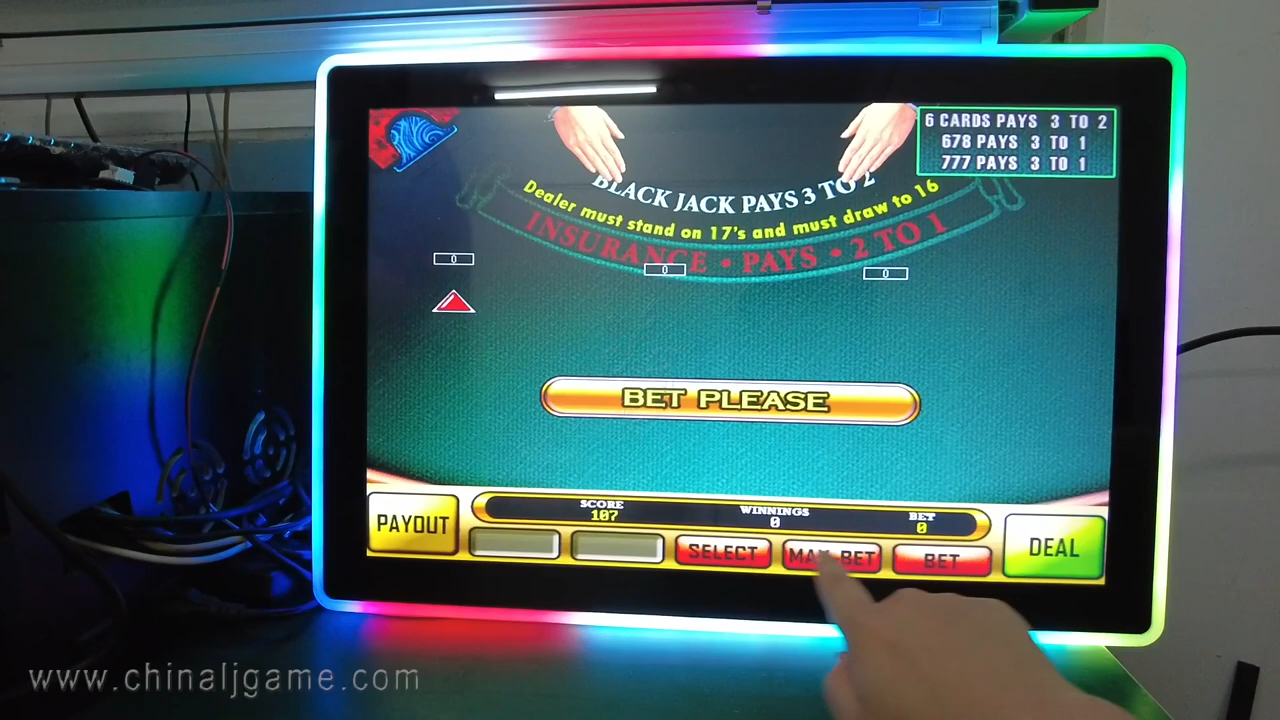 6 CARDS PAYS 3 TO 2
678 PAYS 3 TO 1
777 PAYS 3 TO 1
BLACK JACK PAYS 3 TO 2
Dealer must stand on 17's and must draw to 16
INSURANCE • PAYS • 2 TO 1
0
0
0
BET PLEASE
PAYOUT
SCORE
107
WINNINGS
0
BET
0
DEAL
SELECT
MAX BET
BET
www.chinaljgame.com